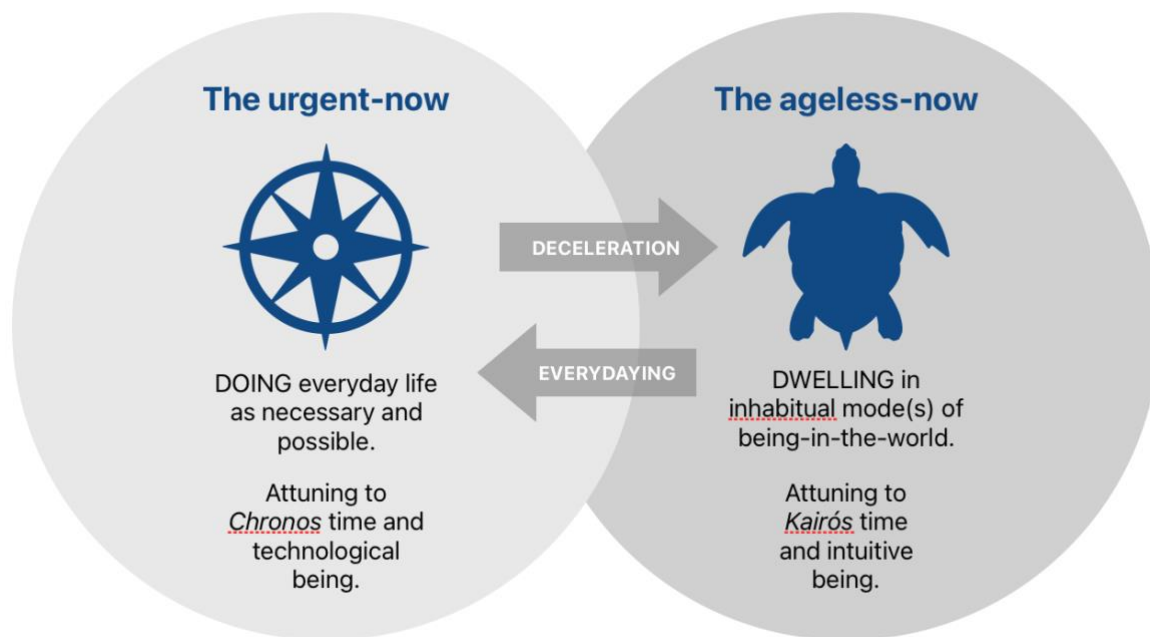 The urgent-now
DOING everyday life
as necessary and
possible.
Attuning to
Chronos time and
technological
being.
DECELERATION
EVERYDAYING
The ageless-now
DWELLING in
inhabitual mode(s) of
being-in-the-world.
Attuning to
Kairós time
and intuitive
being.